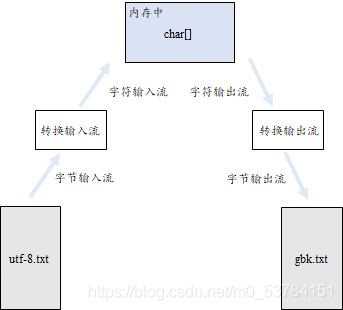 内存中
char[]
字符输入流
字符输出流
转换输入流
转换输出流
字节输入流
字节输出流
utf-8.txt
gbk.txt
https://blog.csdn.net/m0_53784151